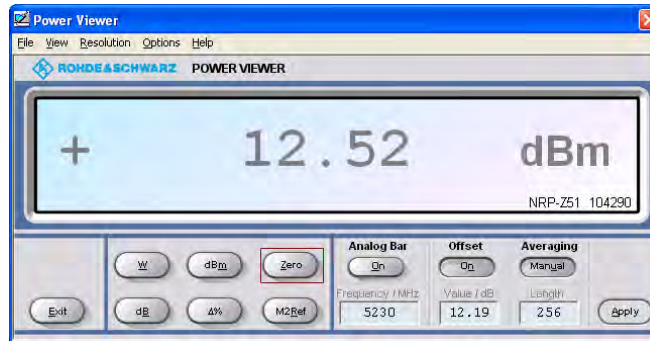 Power Viewer
File View Resolution Options Help
ROHDE&SCHWARZ POWER VIEWER
+ 12.52 dBm
NRP-Z51 104290
Analog Bar Offset Averaging
W dBm Zero On On Manual
Frequency / MHz Value / dB Length
Exit dB Δ% M2Ref 5230 12.19 256 Apply